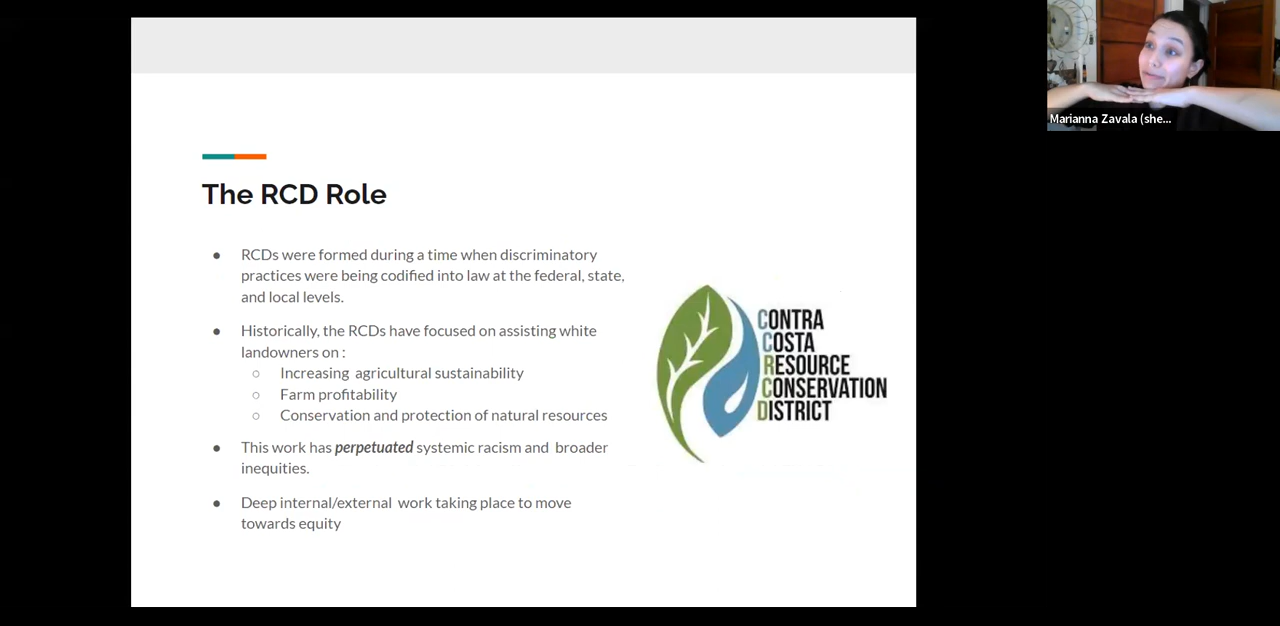 The RCD Role
● RCDs were formed during a time when discriminatory
practices were being codified into law at the federal, state,
and local levels.
● Historically, the RCDs have focused on assisting white
landowners on :
○ Increasing agricultural sustainability
○ Farm profitability
○ Conservation and protection of natural resources
● This work has perpetuated systemic racism and broader
inequities.
● Deep internal/external work taking place to move
towards equity
CONTRA
COSTA
RESOURCE
CONSERVATION
DISTRICT
Marianna Zavala (she...